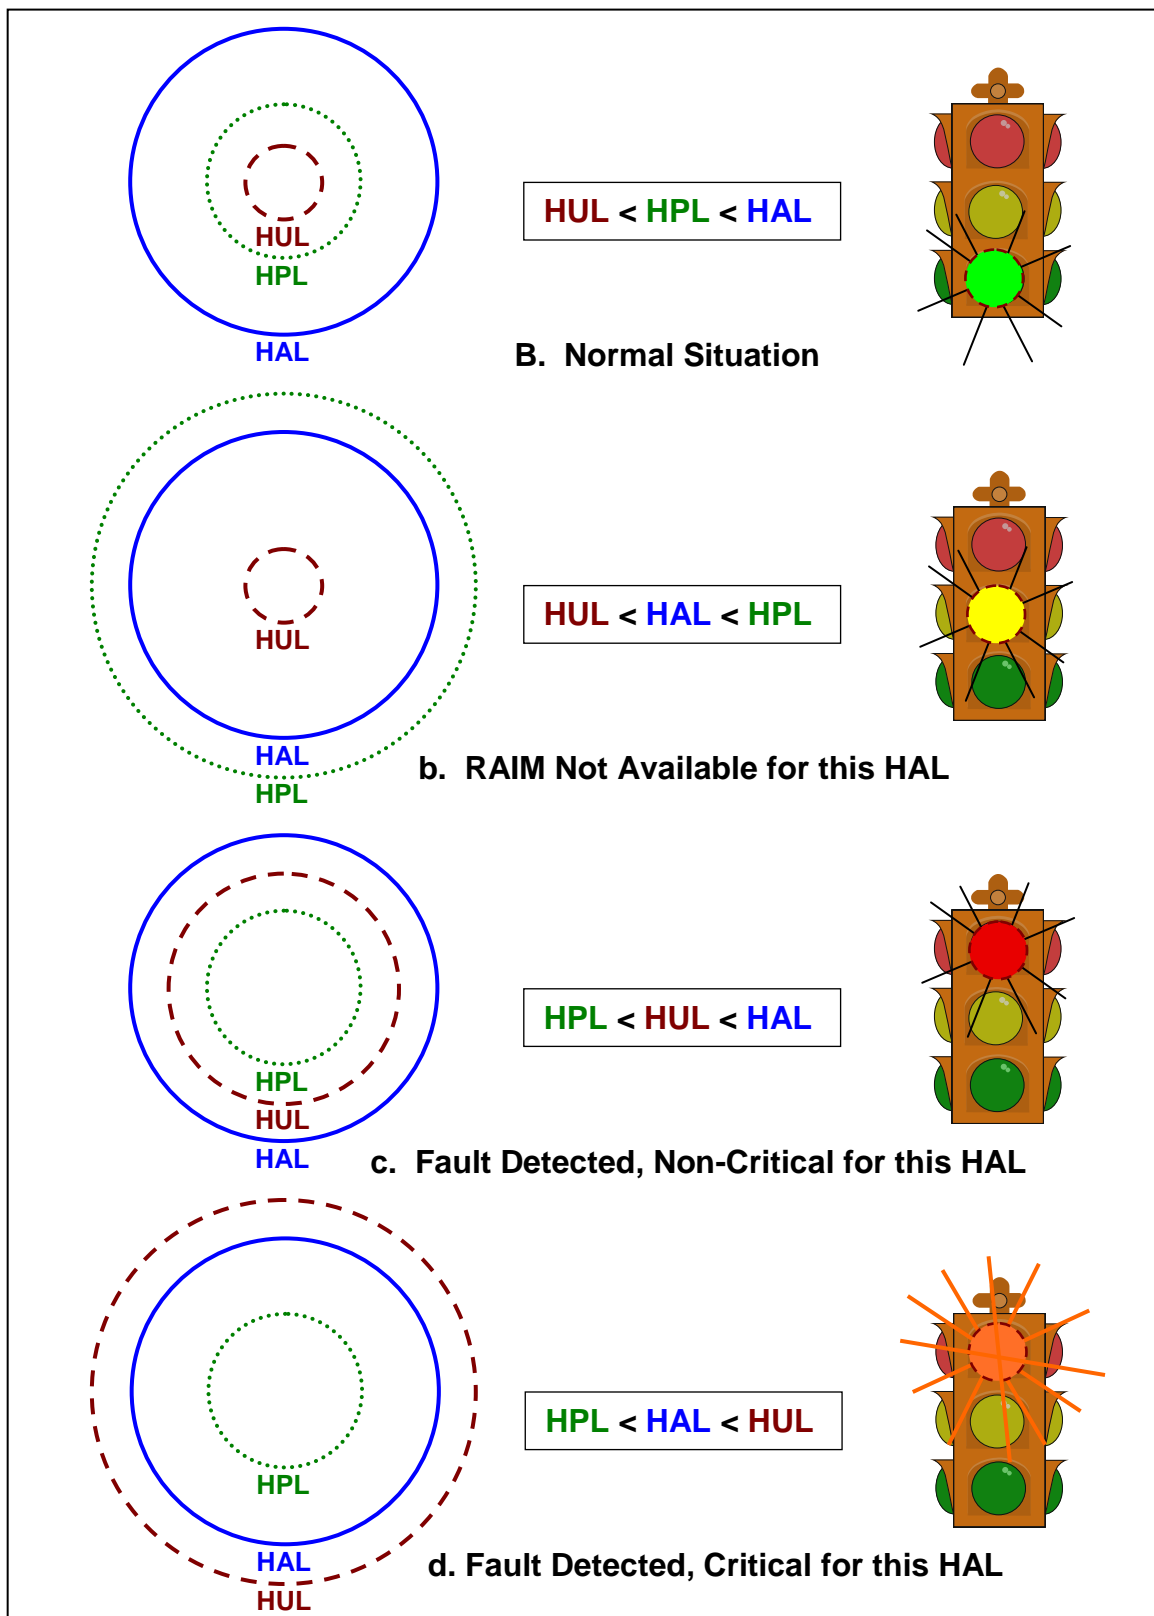 HUL
HPL
HAL
HUL < HPL < HAL
B. Normal Situation
HUL
HAL
HPL
HUL < HAL < HPL
b. RAIM Not Available for this HAL
HPL
HUL
HAL
HPL < HUL < HAL
c. Fault Detected, Non-Critical for this HAL
HPL
HAL
HUL
HPL < HAL < HUL
d. Fault Detected, Critical for this HAL